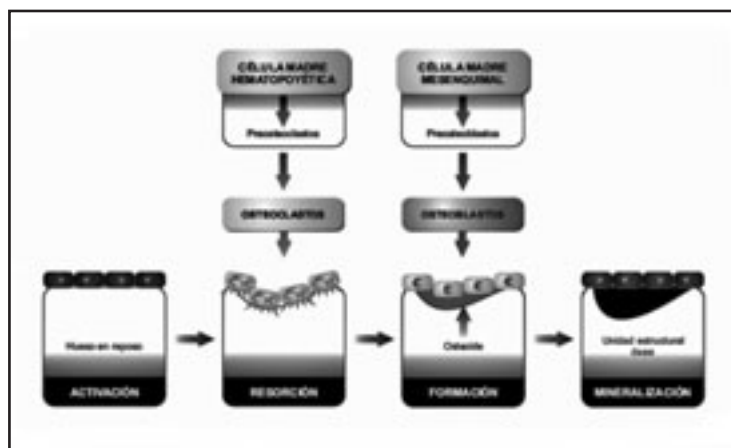 CÉLULA MADRE
HEMATOPOYÉTICA
CÉLULA MADRE
MESENQUIMAL
Preosteoclastos
Preosteoblastos
OSTEOCLASTOS
OSTEOBLASTOS
Hueso en reposo
Osteoide
Unidad estructural
ósea
ACTIVACIÓN
RESORCIÓN
FORMACIÓN
MINERALIZACIÓN